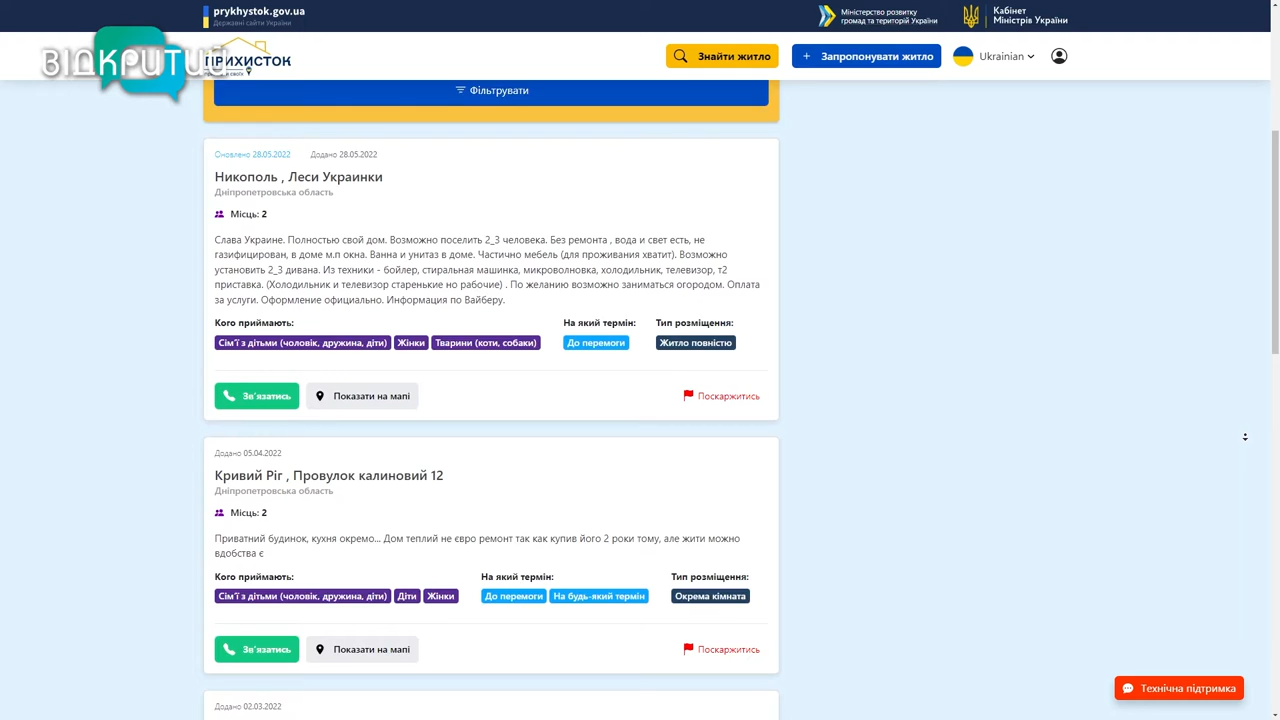 prykhystok.gov.ua
Державні сайти України
Міністерство розвитку
громад та територій України
Кабінет
Міністрів України
ВІДКРИТИЙ
ПРИХИСТОК
Знайти житло
+ Запропонувати житло
Ukrainian
Фільтрувати
Оновлено 28.05.2022 Додано 28.05.2022
Никополь , Леси Украинки
Дніпропетровська область
Місць: 2
Слава Украине. Полностью свой дом. Возможно поселить 2_3 человека. Без ремонта , вода и свет есть, не
газифицирован, в доме м.п окна. Ванна и унитаз в доме. Частично мебель (для проживания хватит). Возможно
установить 2_3 дивана. Из техники - бойлер, стиральная машинка, микроволновка, холодильник, телевизор, т2
приставка. (Холодильник и телевизор старенькие но рабочие) . По желанию возможно заниматься огородом. Оплата
за услуги. Оформление официально. Информация по Вайберу.
Кого приймають: На який термін: Тип розміщення:
Сім'ї з дітьми (чоловік, дружина, діти) Жінки Тварини (коти, собаки) До перемоги Житло повністю
Зв'язатись Показати на мапі Поскаржитись
Додано 05.04.2022
Кривий Ріг , Провулок калиновий 12
Дніпропетровська область
Місць: 2
Приватний будинок, кухня окремо... Дом теплий не євро ремонт так как купив його 2 роки тому, але жити можно
вдобства є
Кого приймають: На який термін: Тип розміщення:
Сім'ї з дітьми (чоловік, дружина, діти) Діти Жінки До перемоги На будь-який термін Окрема кімната
Зв'язатись Показати на мапі Поскаржитись
Технічна підтримка
Додано 02.03.2022